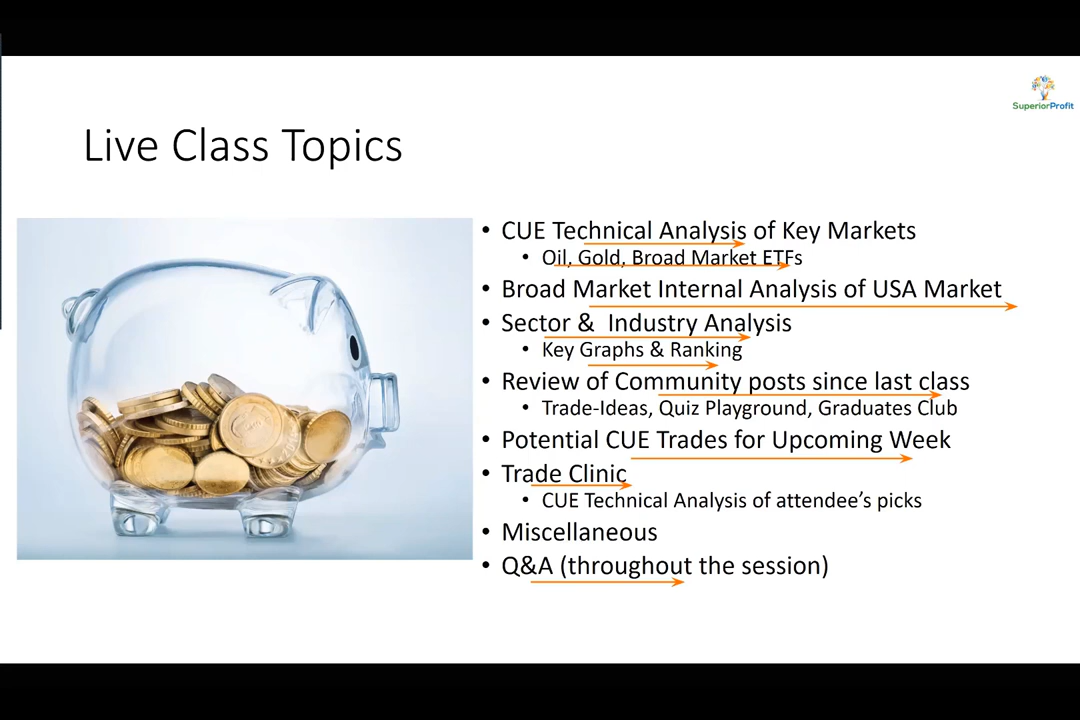 SuperiorProfit
Live Class Topics
• CUE Technical Analysis of Key Markets
• Oil, Gold, Broad Market ETFs
• Broad Market Internal Analysis of USA Market
• Sector & Industry Analysis
• Key Graphs & Ranking
• Review of Community posts since last class
• Trade-Ideas, Quiz Playground, Graduates Club
• Potential CUE Trades for Upcoming Week
• Trade Clinic
• CUE Technical Analysis of attendee’s picks
• Miscellaneous
• Q&A (throughout the session)